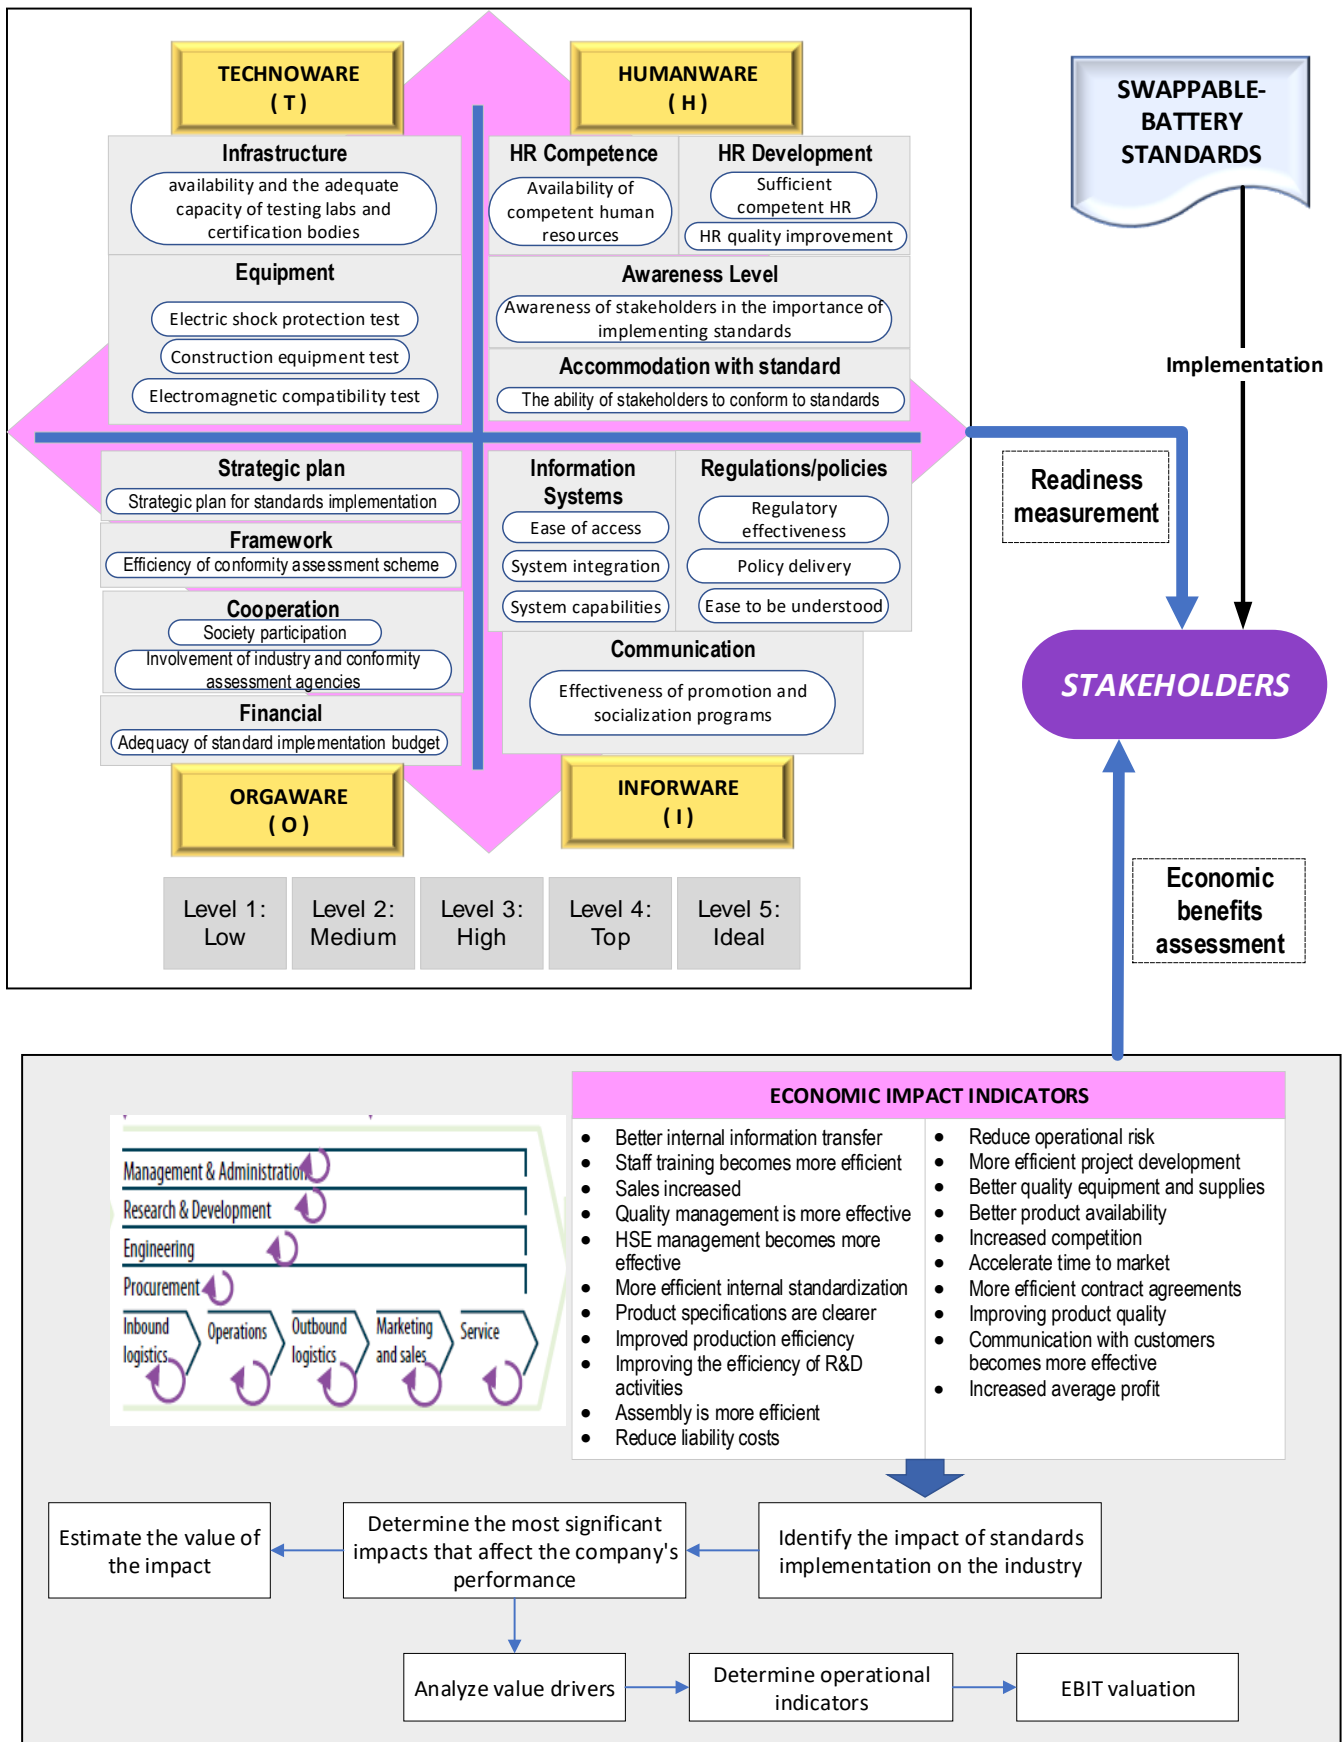 TECHNOWARE
( T )
HUMANWARE
( H )
SWAPPABLE-
BATTERY
STANDARDS
Infrastructure
availability and the adequate
capacity of testing labs and
certification bodies
HR Competence
Availability of
competent human
resources
HR Development
Sufficient
competent HR
HR quality improvement
Equipment
Electric shock protection test
Construction equipment test
Electromagnetic compatibility test
Awareness Level
Awareness of stakeholders in the importance of
implementing standards
Accommodation with standard
The ability of stakeholders to conform to standards
Implementation
Strategic plan
Strategic plan for standards implementation
Framework
Efficiency of conformity assessment scheme
Cooperation
Society participation
Involvement of industry and conformity
assessment agencies
Financial
Adequacy of standard implementation budget
Information
Systems
Ease of access
System integration
System capabilities
Regulations/policies
Regulatory
effectiveness
Policy delivery
Ease to be understood
Communication
Effectiveness of promotion and
socialization programs
Readiness
measurement
STAKEHOLDERS
ORGAWARE
( O )
INFORWARE
( I )
Level 1:
Low
Level 2:
Medium
Level 3:
High
Level 4:
Top
Level 5:
Ideal
Economic
benefits
assessment
Management & Administration
Research & Development
Engineering
Procurement
Inbound
logistics
Operations
Outbound
logistics
Marketing
and sales
Service
ECONOMIC IMPACT INDICATORS
• Better internal information transfer
• Staff training becomes more efficient
• Sales increased
• Quality management is more effective
• HSE management becomes more
effective
• More efficient internal standardization
• Product specifications are clearer
• Improved production efficiency
• Improving the efficiency of R&D
activities
• Assembly is more efficient
• Reduce liability costs
• Reduce operational risk
• More efficient project development
• Better quality equipment and supplies
• Better product availability
• Increased competition
• Accelerate time to market
• More efficient contract agreements
• Improving product quality
• Communication with customers
becomes more effective
• Increased average profit
Estimate the value of
the impact
Determine the most significant
impacts that affect the company's
performance
Identify the impact of standards
implementation on the industry
Analyze value drivers
Determine operational
indicators
EBIT valuation